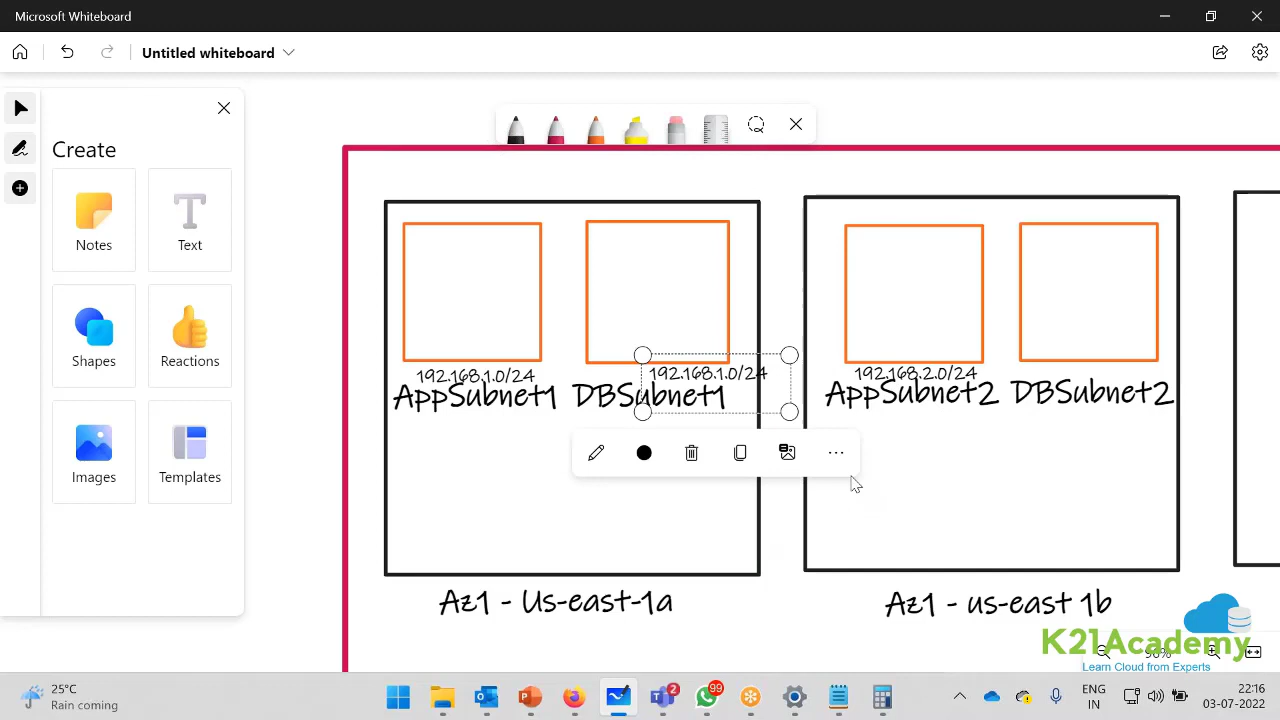 Microsoft Whiteboard
Untitled whiteboard
Create
Notes
Text
Shapes
Reactions
Images
Templates
192.168.1.0/24
192.168.1.0/24
192.168.2.0/24
AppSubnet1
DBSubnet1
AppSubnet2
DBSubnet2
Az1 - Us-east-1a
Az1 - us-east 1b
K21Academy
Learn Cloud from Experts
25°C
Rain coming
2
99
ENG
IN
22:16
03-07-2022